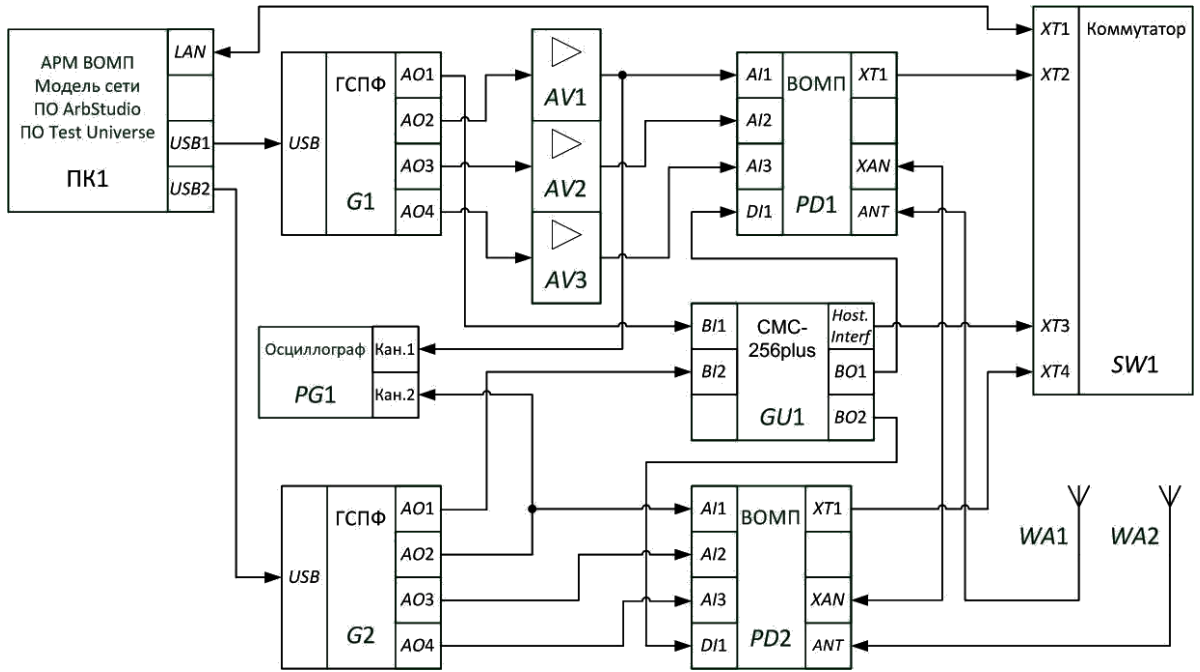 АРМ ВОМП
Модель сети
ПО ArbStudio
ПО Test Universe
ПК1
LAN
USB1
USB2
USB
ГСПФ
G1
AO1
AO2
AO3
AO4
AV1
AV2
AV3
AI1
AI2
AI3
DI1
ВОМП
PD1
XT1
XAN
ANT
XT1
XT2
XT3
XT4
Коммутатор
SW1
Осциллограф
PG1
Кан.1
Кан.2
BI1
BI2
СМС-
256plus
GU1
Host.
Interf
BO1
BO2
USB
ГСПФ
G2
AO1
AO2
AO3
AO4
AI1
AI2
AI3
DI1
ВОМП
PD2
XT1
XAN
ANT
WA1
WA2